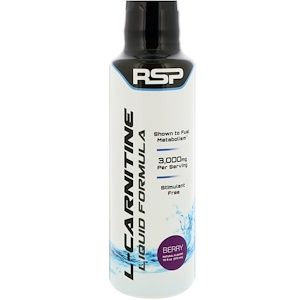 RSP
L-CARNITINE
LIQUID FORMULA
Shown to Fuel
Metabolism
3,000mg
Per Serving
Stimulant
Free
BERRY